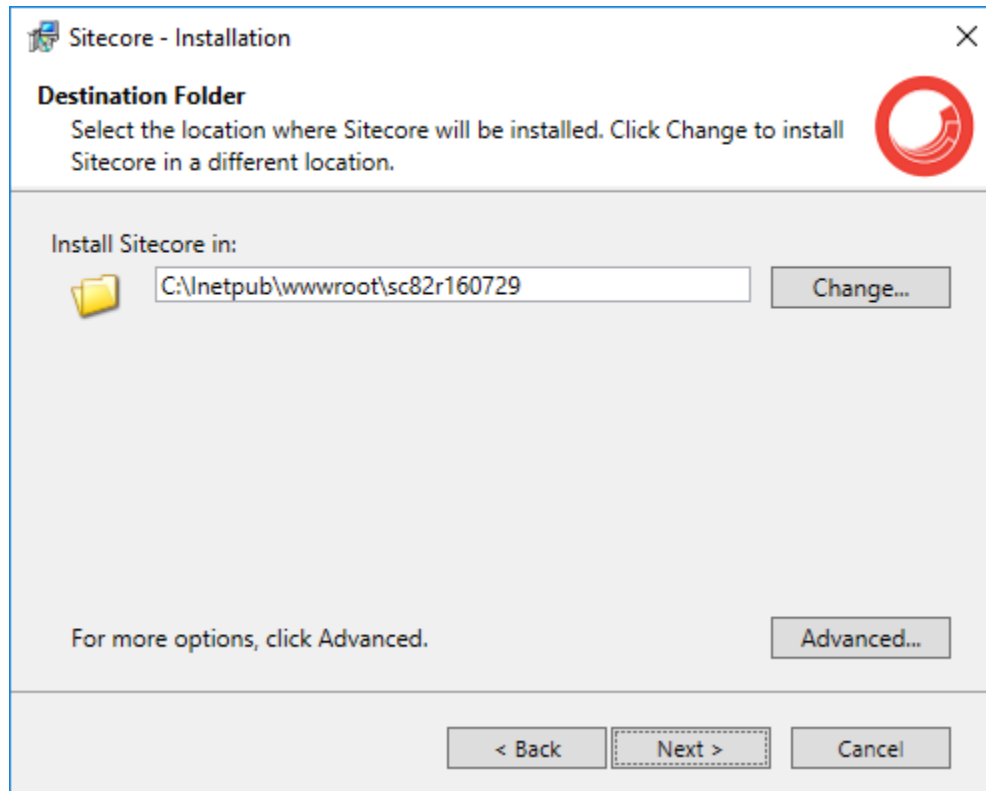 Sitecore - Installation
Destination Folder
Select the location where Sitecore will be installed. Click Change to install
Sitecore in a different location.
Install Sitecore in:
C:\Inetpub\wwwroot\sc82r160729
Change...
For more options, click Advanced.
Advanced...
< Back
Next >
Cancel